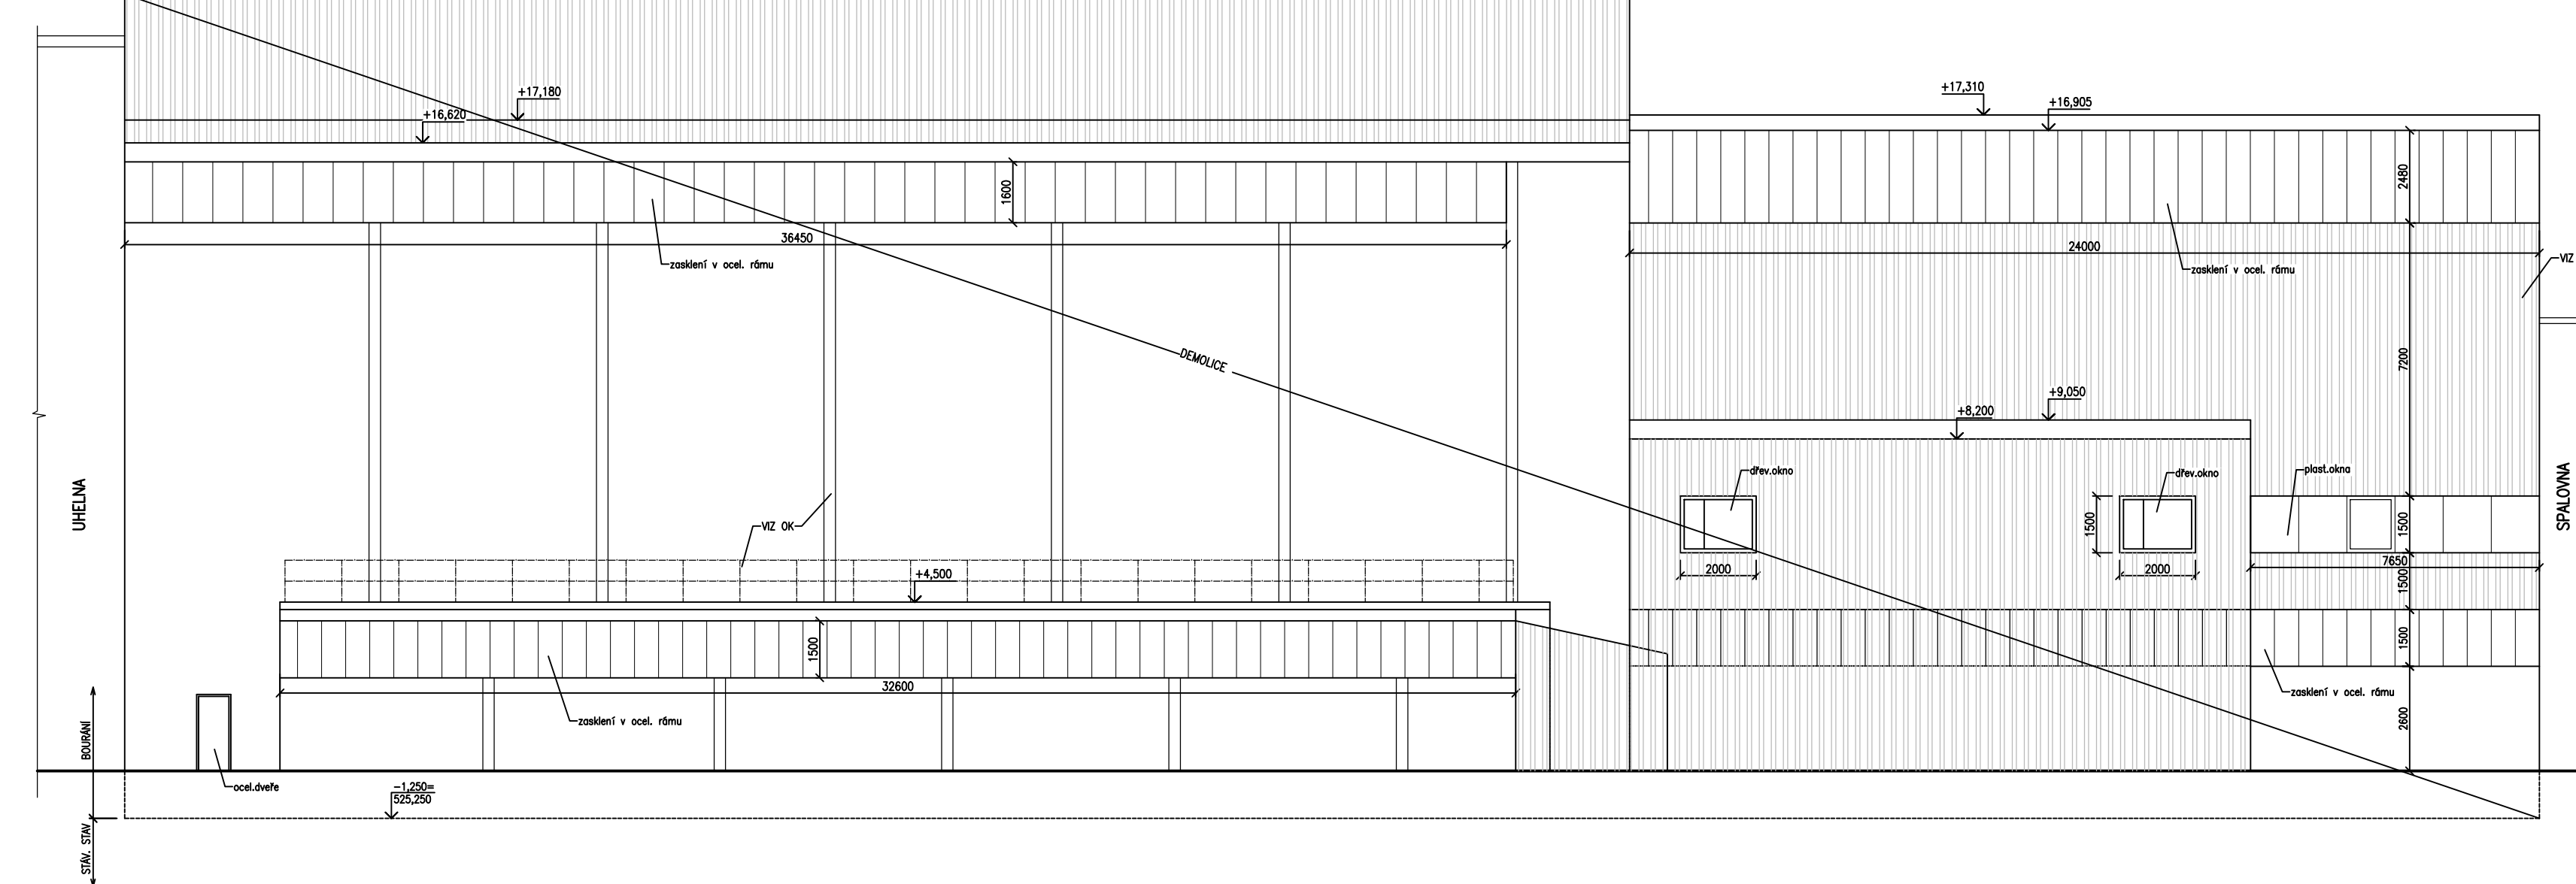 +17,310
+17,180
+16,905
+16,620
2480
1600
36450
24000
zasklení v ocel. rámu
zasklení v ocel. rámu
VIZ
DEMOLICE
7200
+9,050
+8,200
UHELNA
dřev.okno
dřev.okno
plast.okna
SPALOVNA
VIZ OK
1500
1500
2000
2000
7650
1500
+4,500
1500
1500
32600
zasklení v ocel. rámu
zasklení v ocel. rámu
2600
BOURÁNÍ
ocel.dveře
-1,250=
525,250
STÁV. STAV